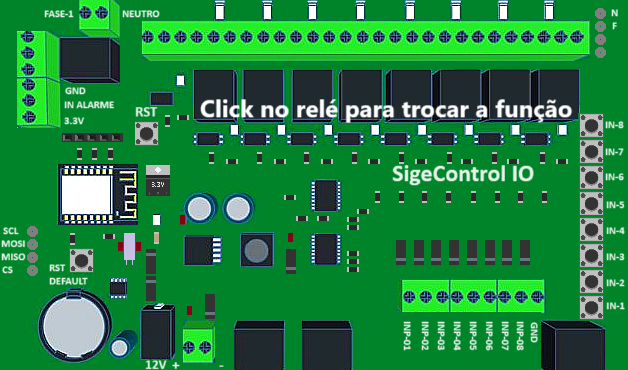 FASE-1 NEUTRO
N
F
GND
IN ALARME
3.3V
RST
Click no relé para trocar a função
IN-8
IN-7
IN-6
IN-5
IN-4
IN-3
IN-2
IN-1
SigeControl IO
3.3V
SCL
MOSI
MISO
CS
RST
DEFAULT
INP-01
INP-02
INP-03
INP-04
INP-05
INP-06
INP-07
INP-08
GND
12V + -